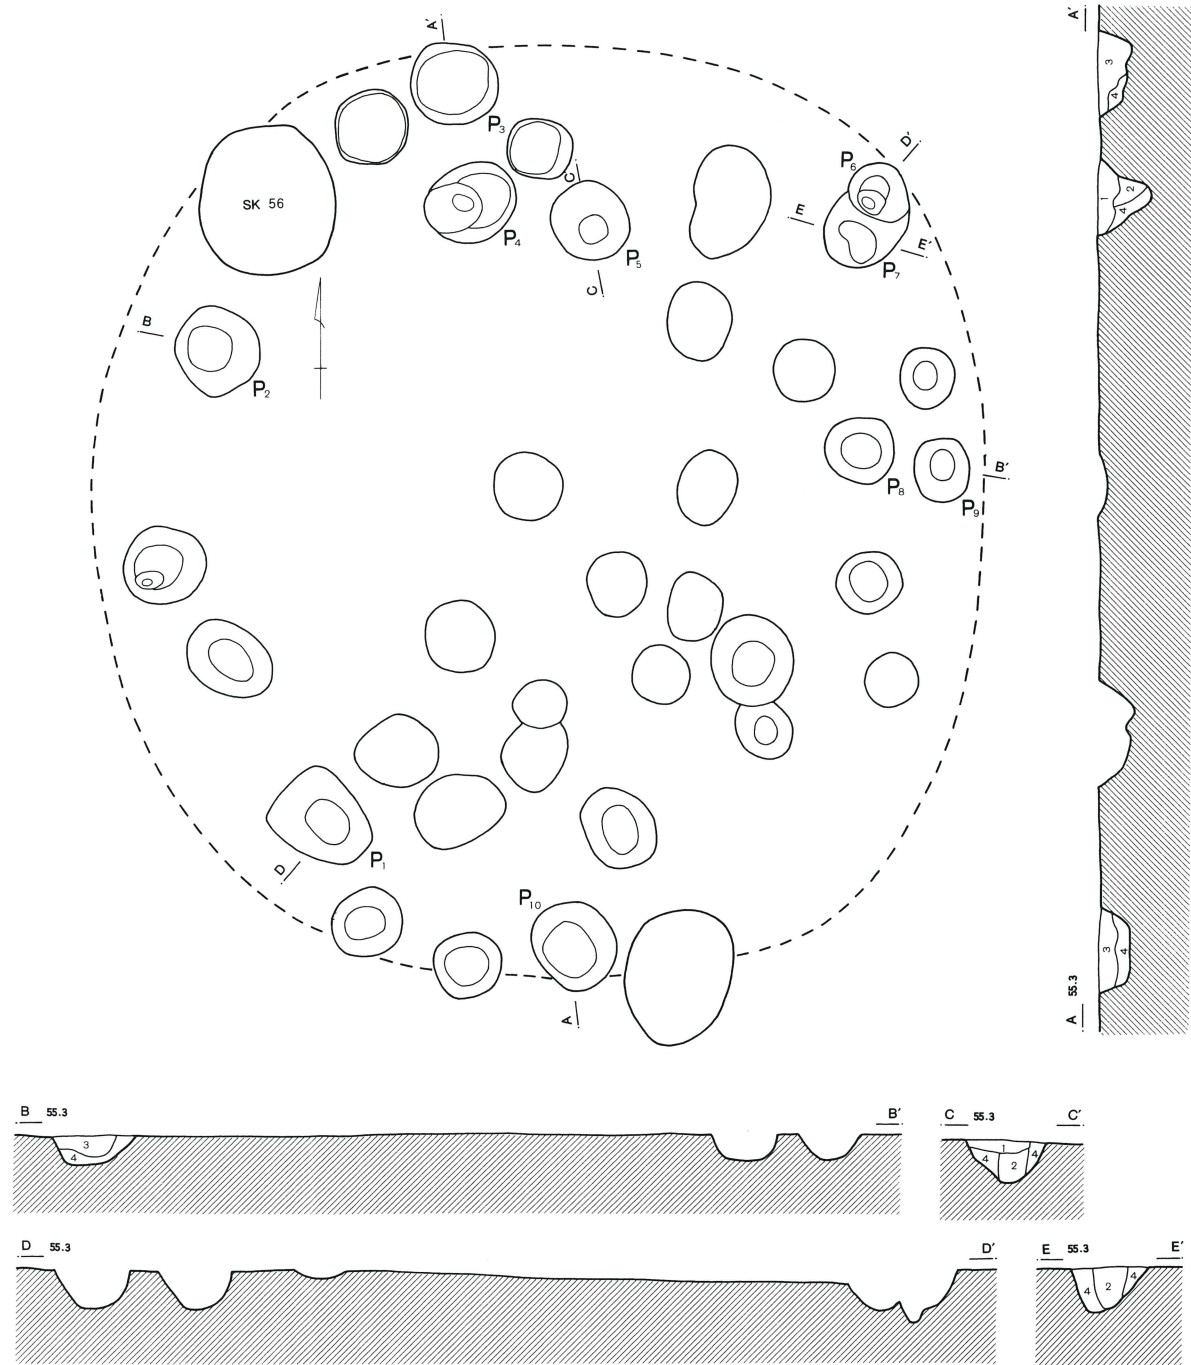 A′
A′
P3
D′
P6
C′
SK 56
E
P4
P5
E′
P7
C
B
P2
B′
P8
P9
P1
D
P10
A
3
4
1
2
4
3
4
A 55.3
B 55.3 B′
3
4
C 55.3 C′
1
4 2 4
D 55.3 D′
E 55.3 E′
4 2 4